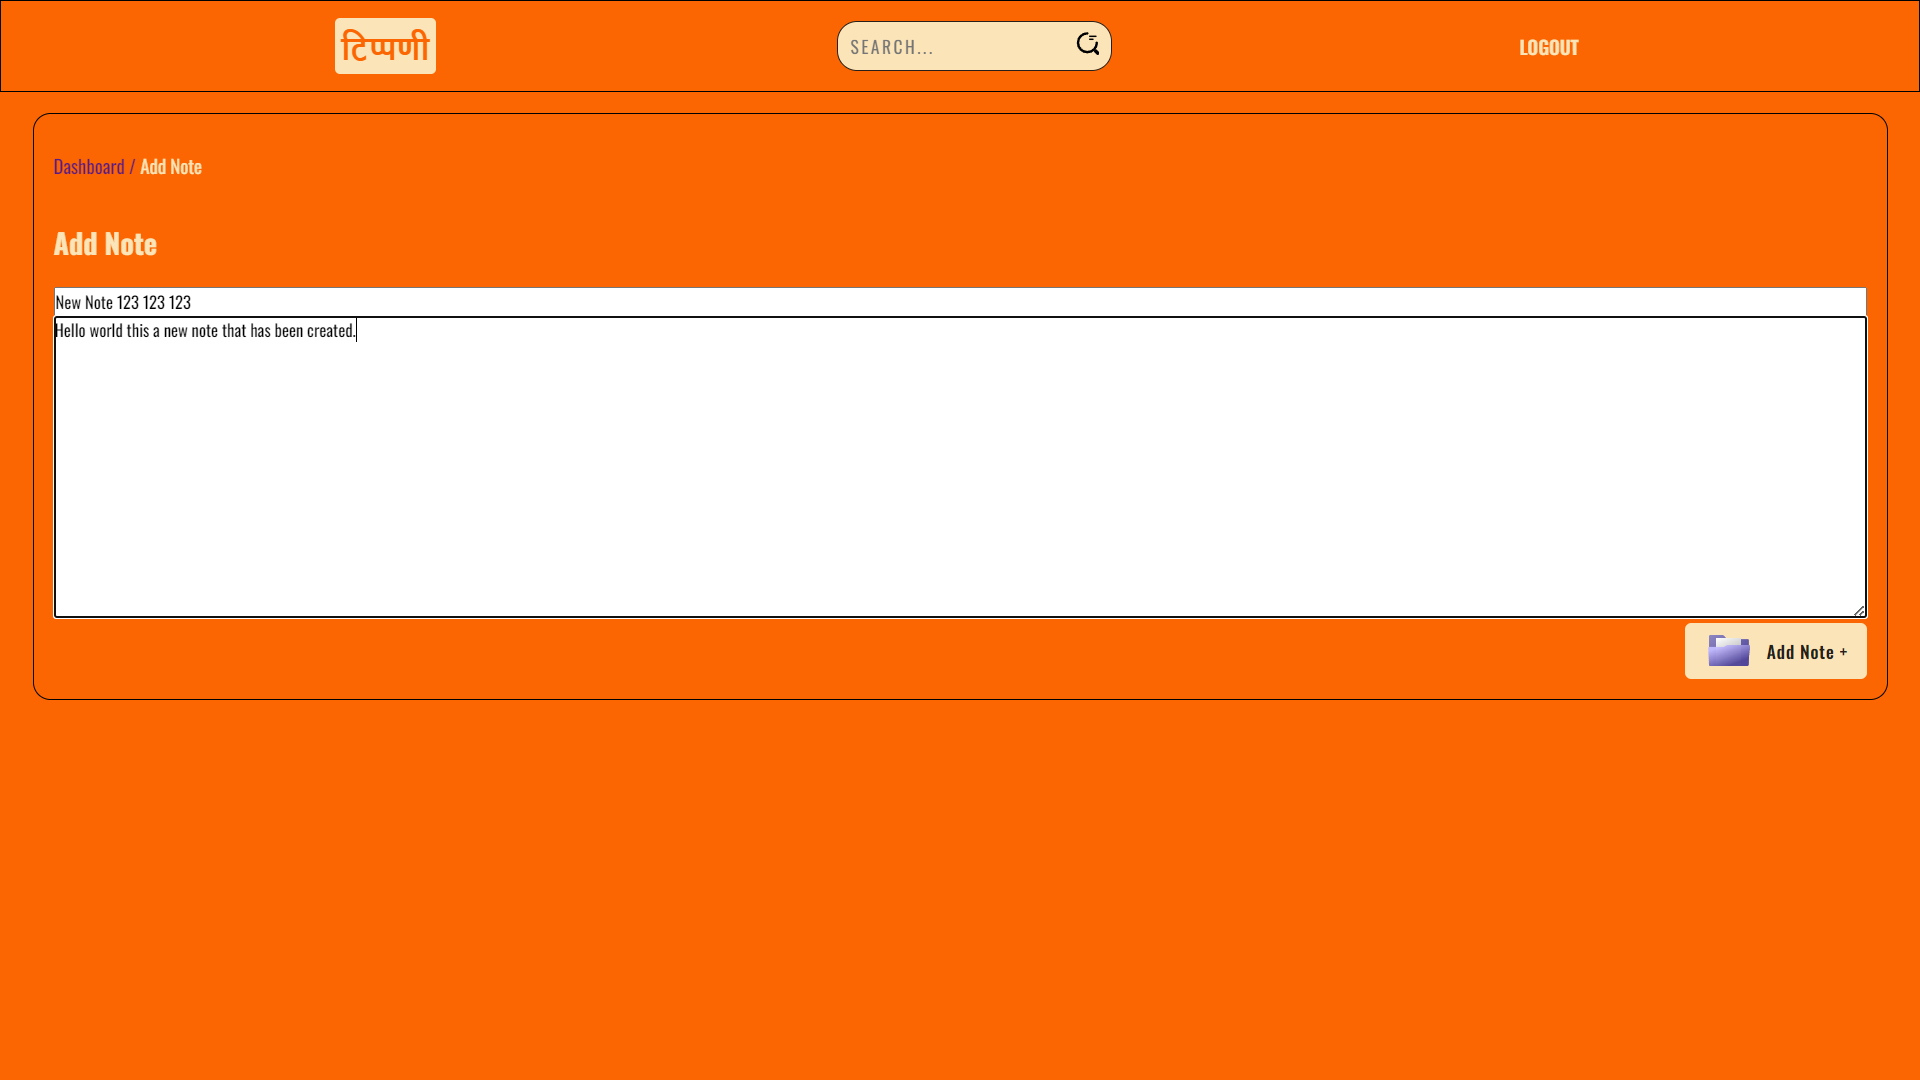 टिप्पणी
SEARCH...
LOGOUT
Dashboard / Add Note
Add Note
New Note 123 123 123
Hello world this a new note that has been created.
Add Note +